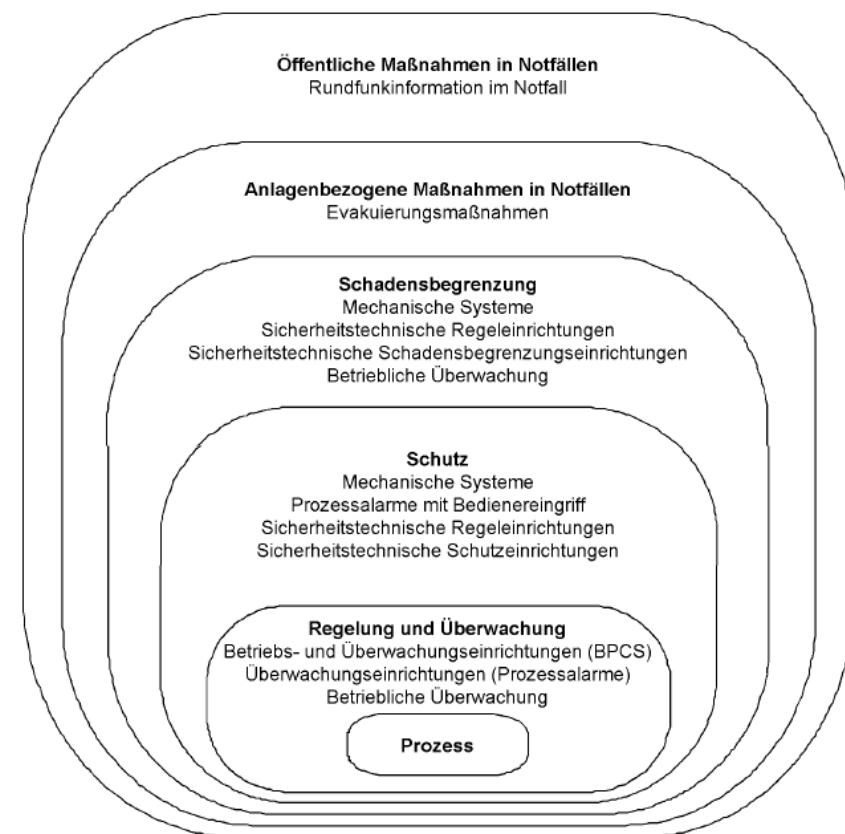 Öffentliche Maßnahmen in Notfällen
Rundfunkinformation im Notfall
Anlagenbezogene Maßnahmen in Notfällen
Evakuierungsmaßnahmen
Schadensbegrenzung
Mechanische Systeme
Sicherheitstechnische Regeleinrichtungen
Sicherheitstechnische Schadensbegrenzungseinrichtungen
Betriebliche Überwachung
Schutz
Mechanische Systeme
Prozessalarme mit Bedienereingriff
Sicherheitstechnische Regeleinrichtungen
Sicherheitstechnische Schutzeinrichtungen
Regelung und Überwachung
Betriebs- und Überwachungseinrichtungen (BPCS)
Überwachungseinrichtungen (Prozessalarme)
Betriebliche Überwachung
Prozess